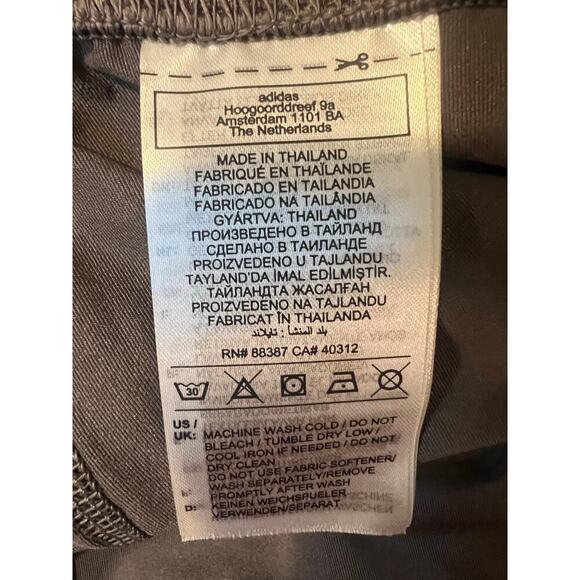 adidas
Hoogoorddreef 9a
Amsterdam 1101 BA
The Netherlands
MADE IN THAILAND
FABRIQUÉ EN THAÏLANDE
FABRICADO EN TAILANDIA
FABRICADO NA TAILÂNDIA
GYÁRTVA: THAILAND
ПРОИЗВЕДЕНО В ТАЙЛАНД
СДЕЛАНО В ТАИЛАНДЕ
PROIZVEDENO U TAJLANDU
TAYLAND'DA İMAL EDİLMİŞTİR.
ТАЙЛАНДТА ЖАСАЛҒАН
PROIZVEDENO NA TAJLANDU
FABRICAT ÎN THAILANDA
بلد المنشأ: تايلاند
RN# 88387 CA# 40312
30
US /
UK: MACHINE WASH COLD / DO NOT
BLEACH / TUMBLE DRY LOW /
COOL IRON IF NEEDED / DO NOT
DRY CLEAN
DO NOT USE FABRIC SOFTENER/
WASH SEPARATELY/REMOVE
PROMPTLY AFTER WASH
D: KEINEN WEICHSPUELER
VERWENDEN/SEPARAT